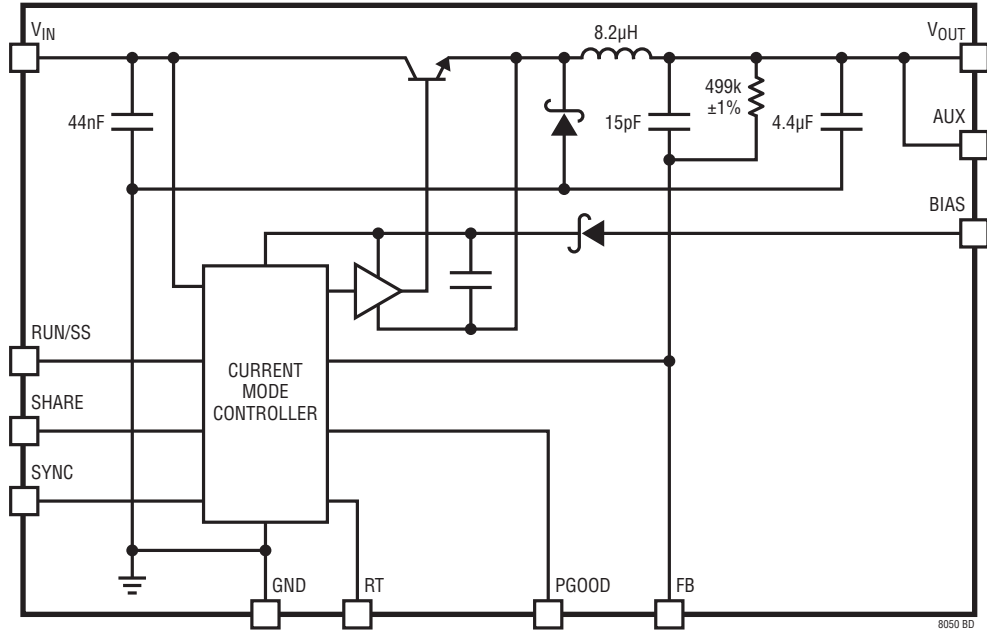 VIN
8.2µH
VOUT
499k
±1%
44nF
15pF
4.4µF
AUX
BIAS
RUN/SS
CURRENT
MODE
CONTROLLER
SHARE
SYNC
GND
RT
PGOOD
FB
8050 BD